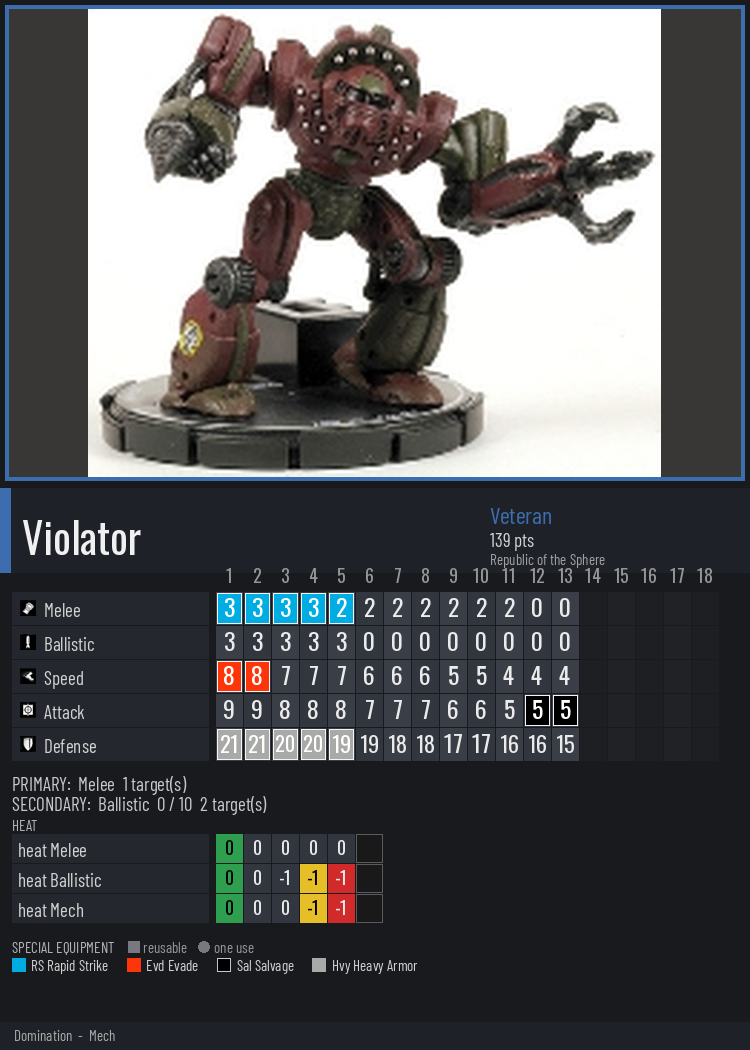 Violator
Veteran
139 pts
Republic of the Sphere
1 2 3 4 5 6 7 8 9 10 11 12 13 14 15 16 17 18
Melee 3 3 3 3 2 2 2 2 2 2 2 0 0
Ballistic 3 3 3 3 3 0 0 0 0 0 0 0 0
Speed 8 8 7 7 7 6 6 6 5 5 4 4 4
Attack 9 9 8 8 8 7 7 7 6 6 5 5 5
Defense 21 21 20 20 19 19 18 18 17 17 16 16 15
PRIMARY: Melee 1 target(s)
SECONDARY: Ballistic 0 / 10 2 target(s)
HEAT
heat Melee 0 0 0 0 0
heat Ballistic 0 0 -1 -1 -1
heat Mech 0 0 0 -1 -1
SPECIAL EQUIPMENT reusable one use
RS Rapid Strike Evd Evade Sal Salvage Hvy Heavy Armor
Domination - Mech